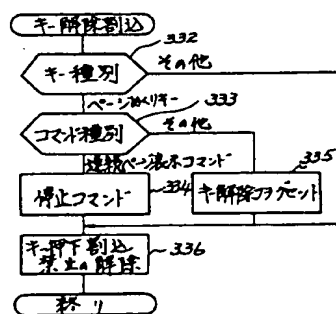 キー解除割込
332
キー種別
その他
ページめくりキー
333
コマンド種別
その他
連続ページ表示コマンド
335
停止コマンド
334
キー解除フラグセット
キー押下割込
禁止の解除
336
終り